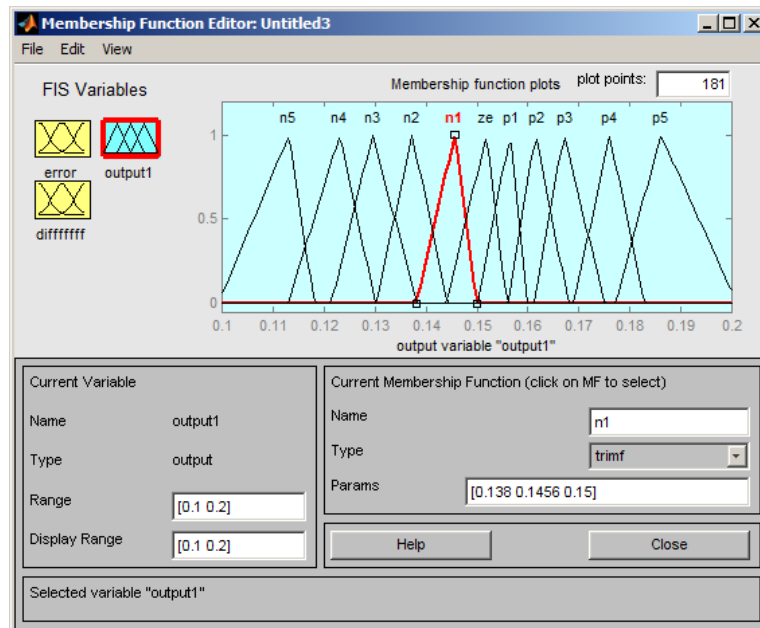 Membership Function Editor: Untitled3
File Edit View
FIS Variables
Membership function plots plot points: 181
error
output1
difffffff
n5 n4 n3 n2 n1 ze p1 p2 p3 p4 p5
1
0.5
0
0.1 0.11 0.12 0.13 0.14 0.15 0.16 0.17 0.18 0.19 0.2
output variable "output1"
Current Variable
Name output1
Type output
Range [0.1 0.2]
Display Range [0.1 0.2]
Current Membership Function (click on MF to select)
Name n1
Type trimf
Params [0.138 0.1456 0.15]
Help Close
Selected variable "output1"